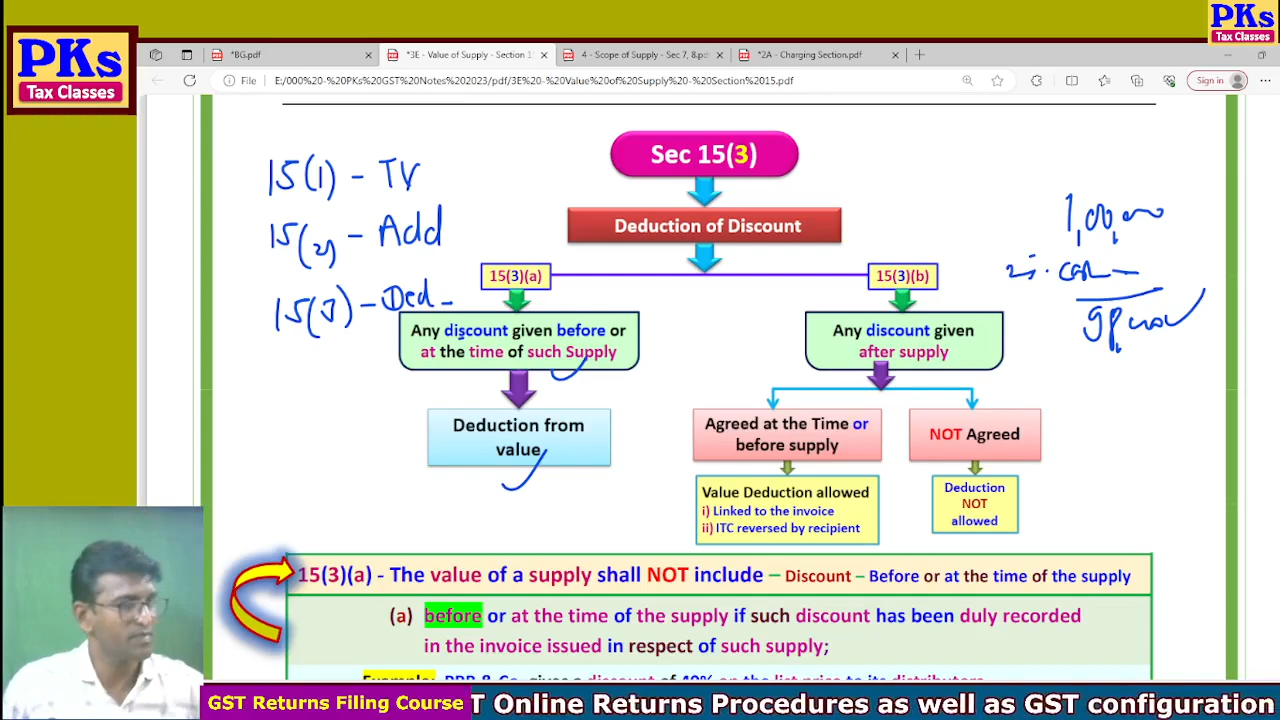 PKs
Tax Classes
PKs
Tax Classes
*BG.pdf
*3E - Value of Supply - Section 1
4 - Scope of Supply - Sec 7, 8.pdf
*2A - Charging Section.pdf
File
E:/000%20-%20PKs%20GST%20Notes%202023/pdf/3E%20-%20Value%20of%20Supply%20-%20Section%2015.pdf
Sign in
Sec 15(3)
15(1) - TV
15(2) - Add
15(3) - Ded
1,00,000
Deduction of Discount
15(3)(a)
15(3)(b)
Any discount given before or
at the time of such Supply
Any discount given
after supply
Deduction from
value
Agreed at the Time or
before supply
NOT Agreed
Value Deduction allowed
i) Linked to the invoice
ii) ITC reversed by recipient
Deduction
NOT
allowed
15(3)(a) - The value of a supply shall NOT include – Discount – Before or at the time of the supply
(a) before or at the time of the supply if such discount has been duly recorded
in the invoice issued in respect of such supply;
GST Returns Filing Course
T Online Returns Procedures as well as GST configuration